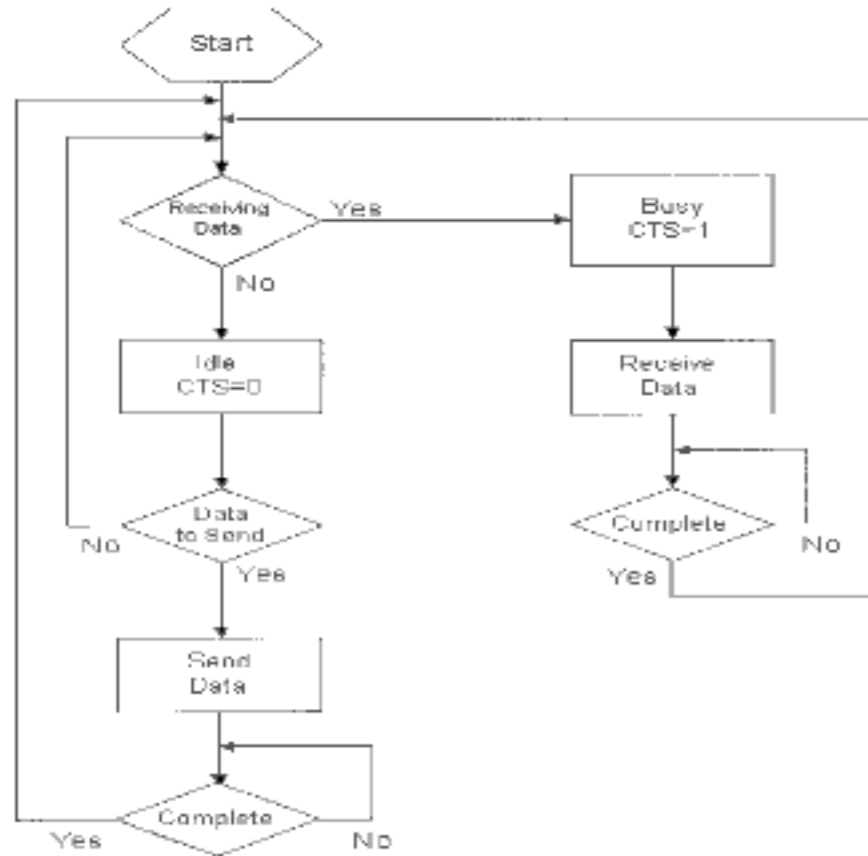 Start
Receiving
Data
Yes
No
Busy
CTS=1
Idle
CTS=0
Receive
Data
Data
to Send
No
Yes
Complete
No
Yes
Send
Data
Complete
Yes
No